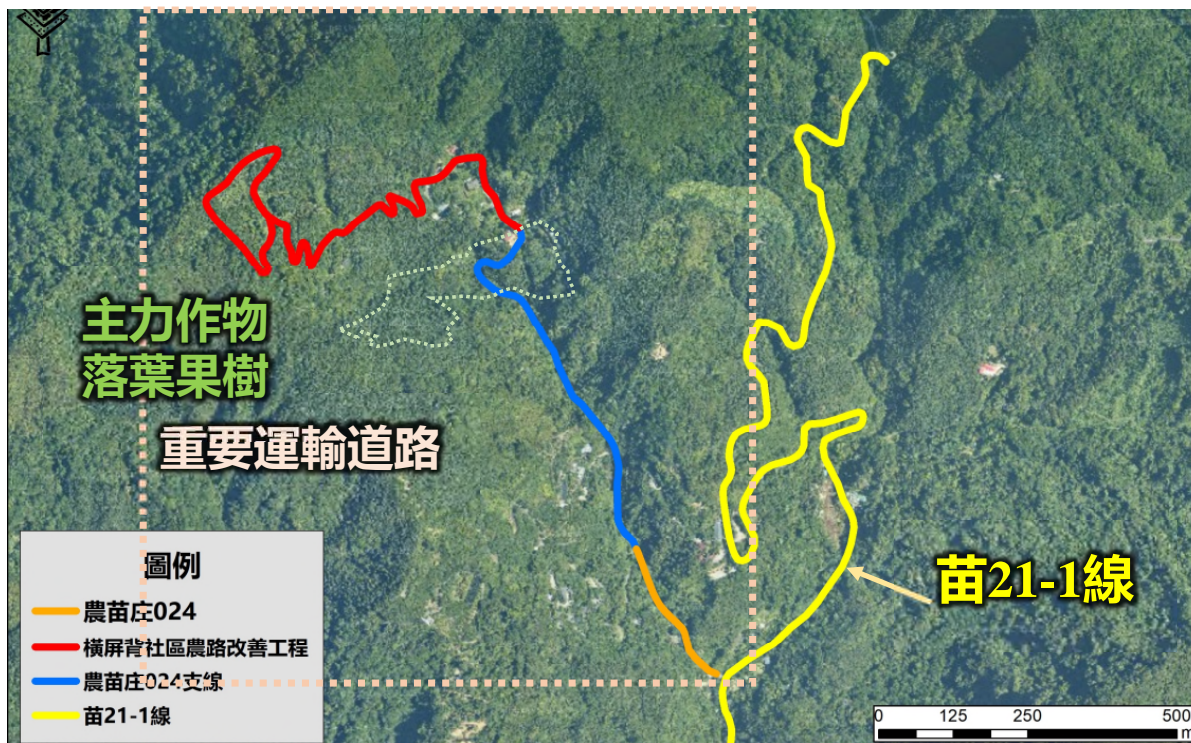 主力作物
落葉果樹
重要運輸道路
苗21-1線
圖例
農苗庄024
橫屏背社區農路改善工程
農苗庄024支線
苗21-1線
0 125 250 500
m